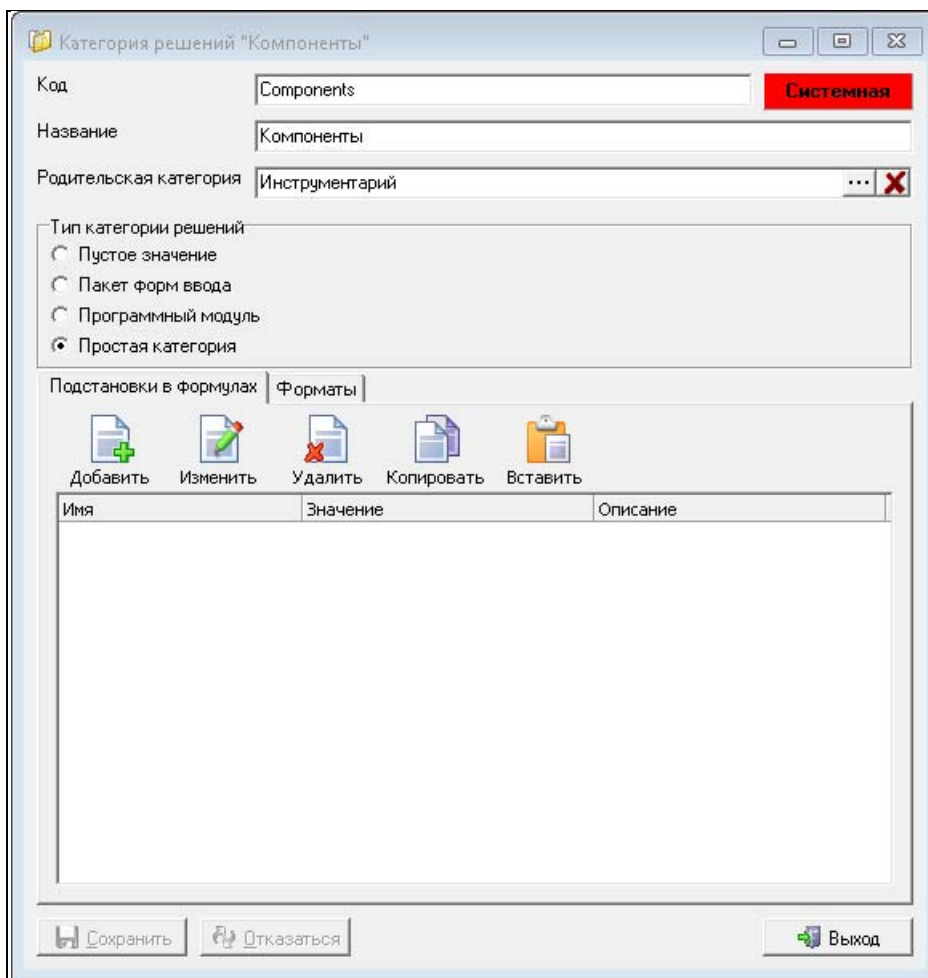 Категория решений "Компоненты"
Код Components Системная
Название Компоненты
Родительская категория Инструментарий ...
Тип категории решений
Пустое значение
Пакет форм ввода
Программный модуль
Простая категория
Подстановки в формулах Форматы
Добавить Изменить Удалить Копировать Вставить
Имя Значение Описание
Сохранить Отказаться Выход